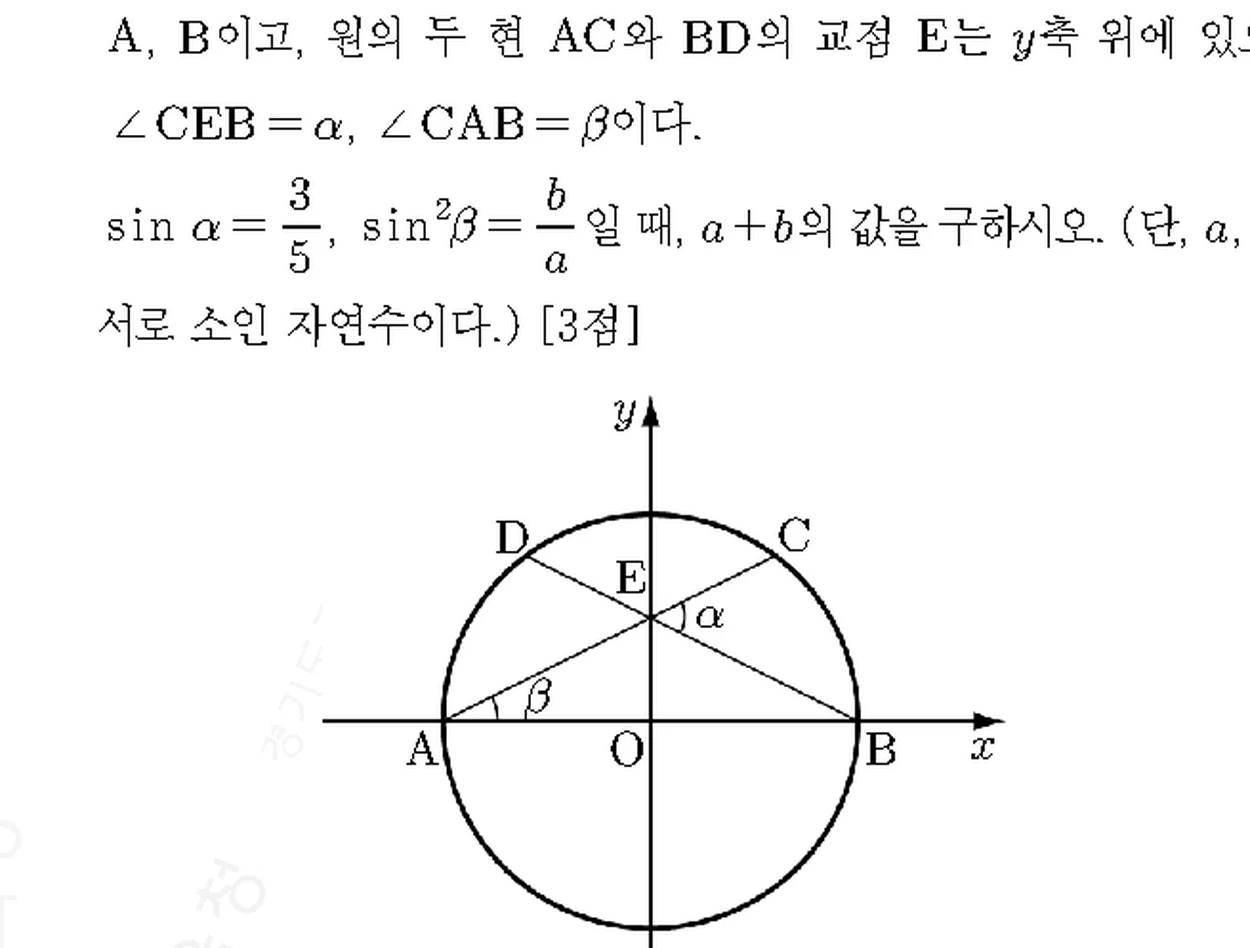 A, B이고, 원의 두 현 AC와 BD의 교점 E는 y축 위에
∠CEB = α, ∠CAB = β이다.
sin α = 3/5, sin²β = b/a 일 때, a+b의 값을 구하시오. (단, a,
서로 소인 자연수이다.) [3점]
y
D
C
E
α
β
A
O
B
x